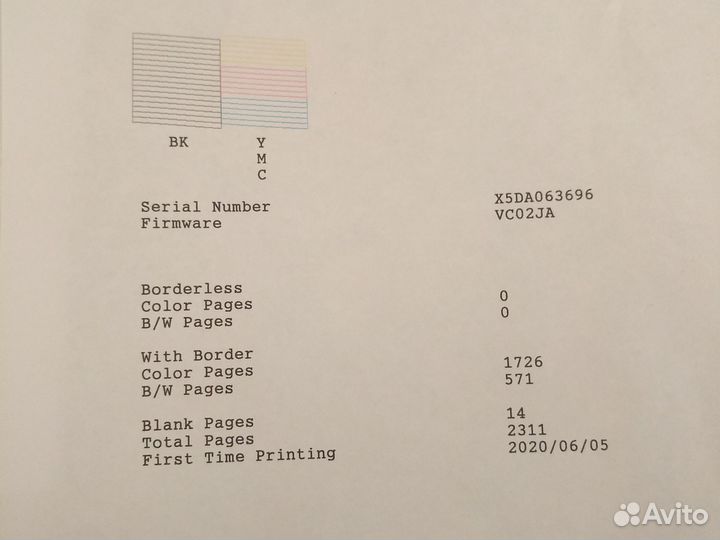 BK Y
M
C
Serial Number X5DA063696
Firmware VC02JA
Borderless
Color Pages 0
B/W Pages 0
With Border
Color Pages 1726
B/W Pages 571
Blank Pages 14
Total Pages 2311
First Time Printing 2020/06/05
Avito